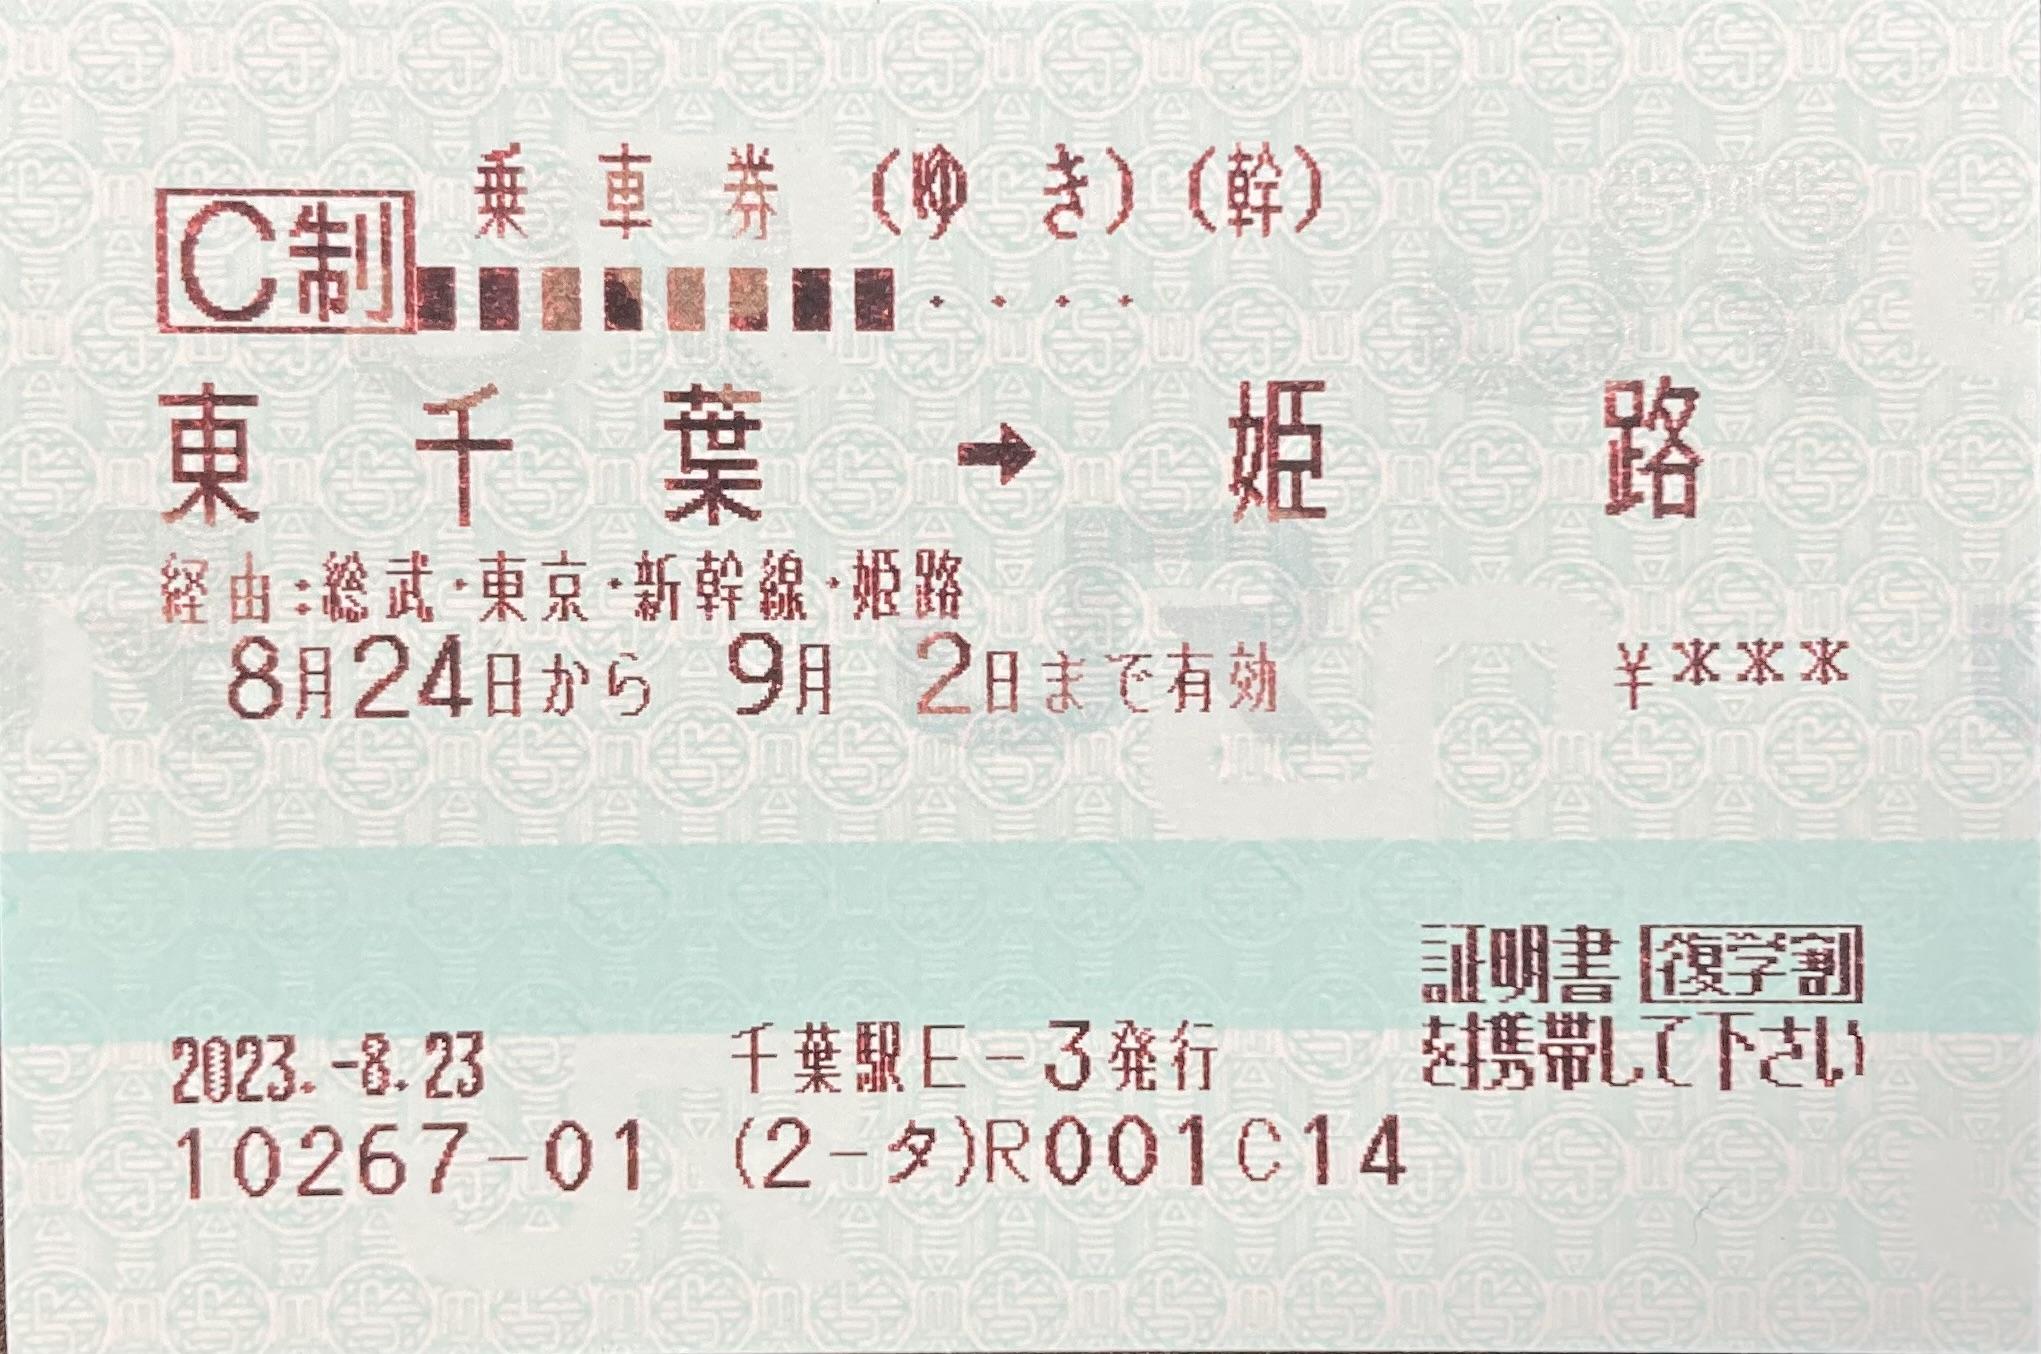 乗車券(ゆき)(幹)
C制
東千葉→姫路
経由:総武・東京・新幹線・姫路
8月24日から 9月 2日まで有効 ¥***
証明書 復学割
を携帯して下さい
2023.-8.23 千葉駅E-3発行
10267-01 (2-タ)R001C14